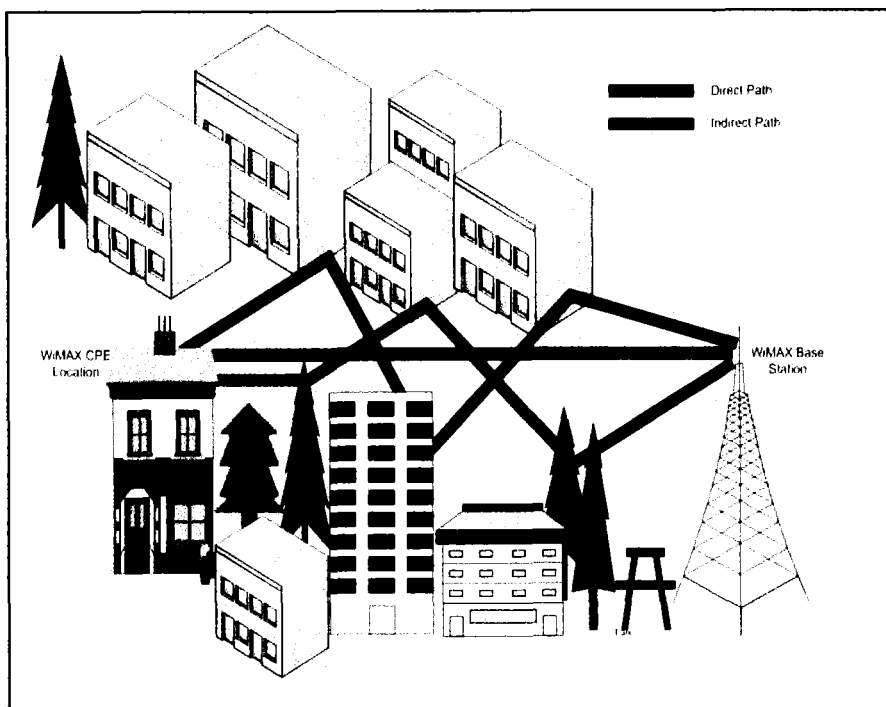 Direct Path
Indirect Path
WiMAX CPE
Location
WiMAX Base
Station